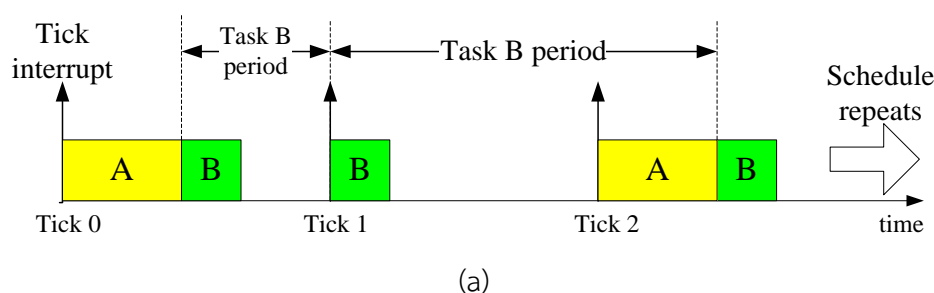 Tick
interrupt
Task B
period
Task B period
Schedule
repeats
A
B
B
A
B
Tick 0
Tick 1
Tick 2
time
(a)